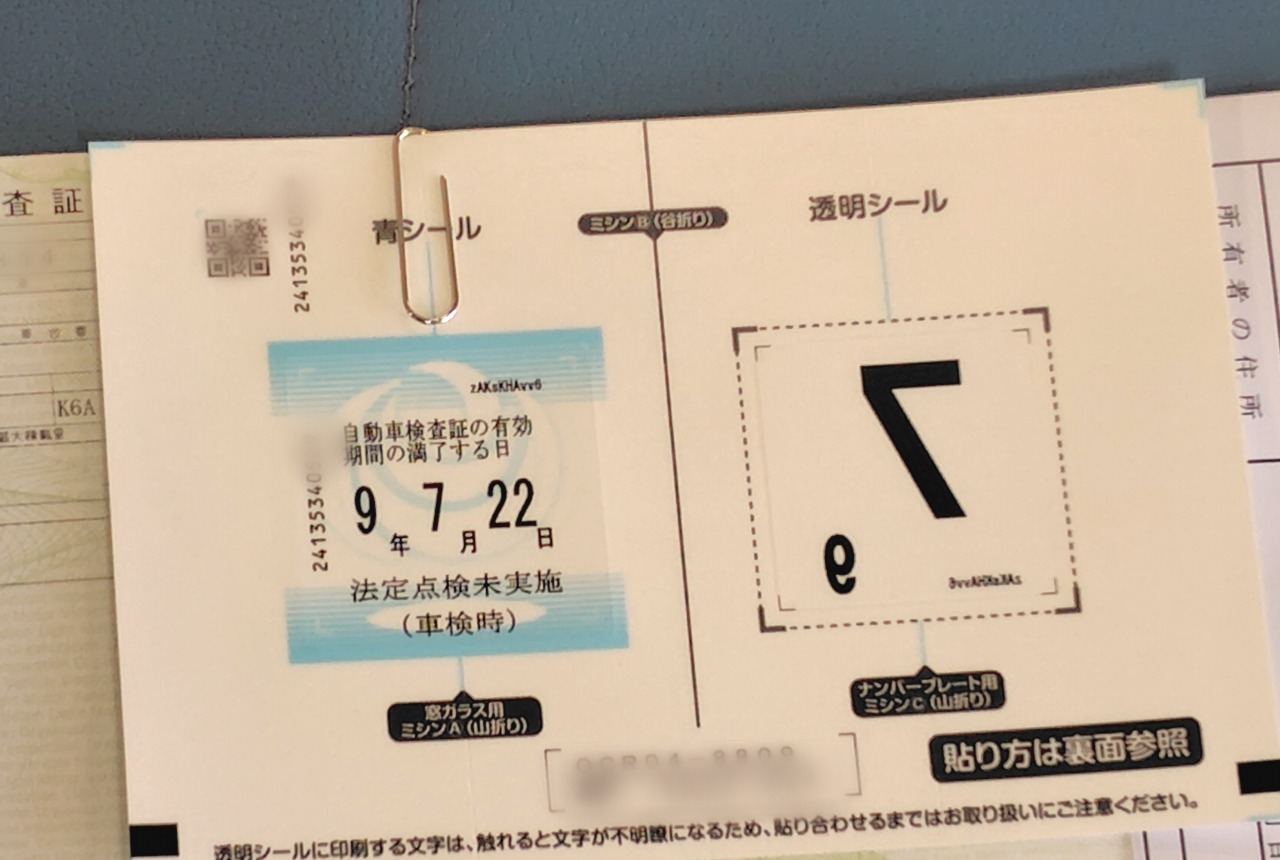 査証
24135340
青シール
ミシンB(谷折り)
透明シール
所有者の住所
K6A
zAKsKHAvv6
自動車検査証の有効
期間の満了する日
24135340
9年7月22日
法定点検未実施
(車検時)
7
9
zAKsKHAvv6
窓ガラス用
ミシンA(山折り)
ナンバープレート用
ミシンC(山折り)
貼り方は裏面参照
透明シールに印刷する文字は、触れると文字が不明瞭になるため、貼り合わせるまではお取り扱いにご注意ください。